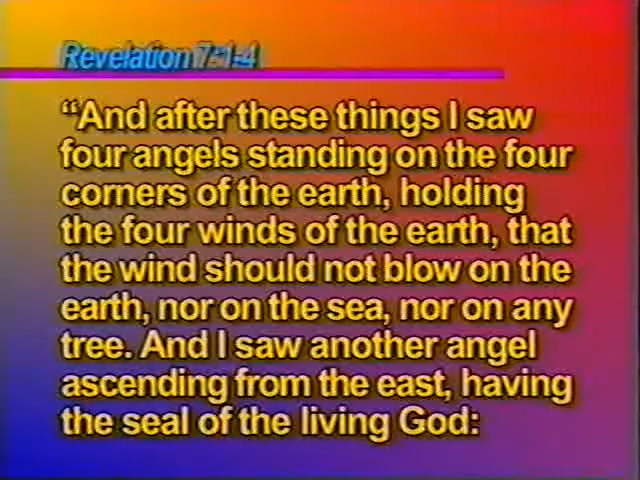 Revelation 7:1-4
“And after these things I saw
four angels standing on the four
corners of the earth, holding
the four winds of the earth, that
the wind should not blow on the
earth, nor on the sea, nor on any
tree. And I saw another angel
ascending from the east, having
the seal of the living God: